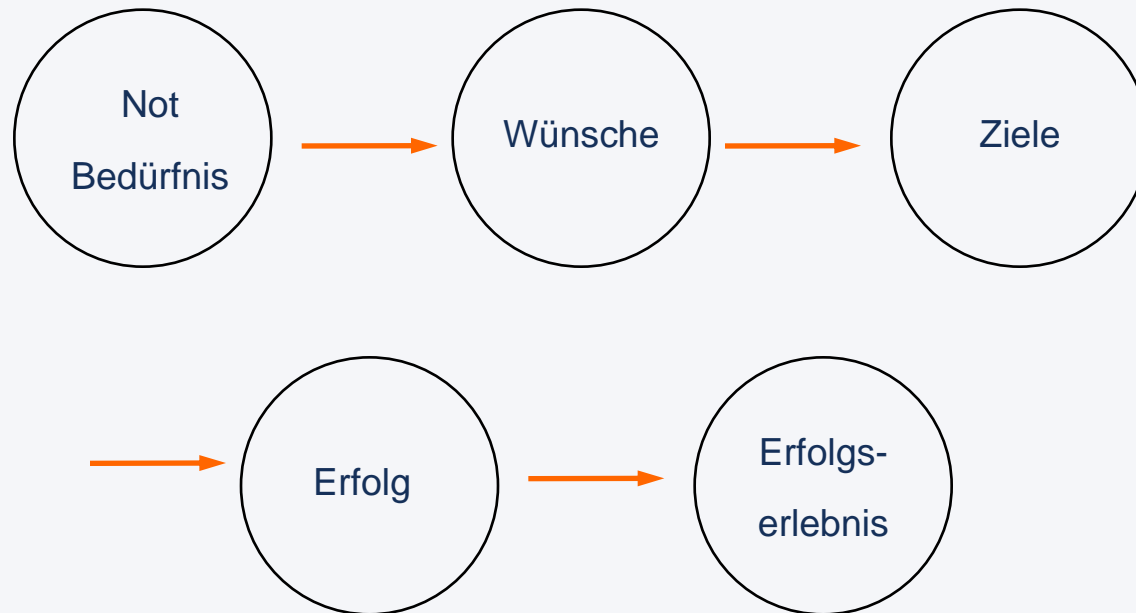 Not
Bedürfnis
Wünsche
Ziele
Erfolg
Erfolgs-
erlebnis